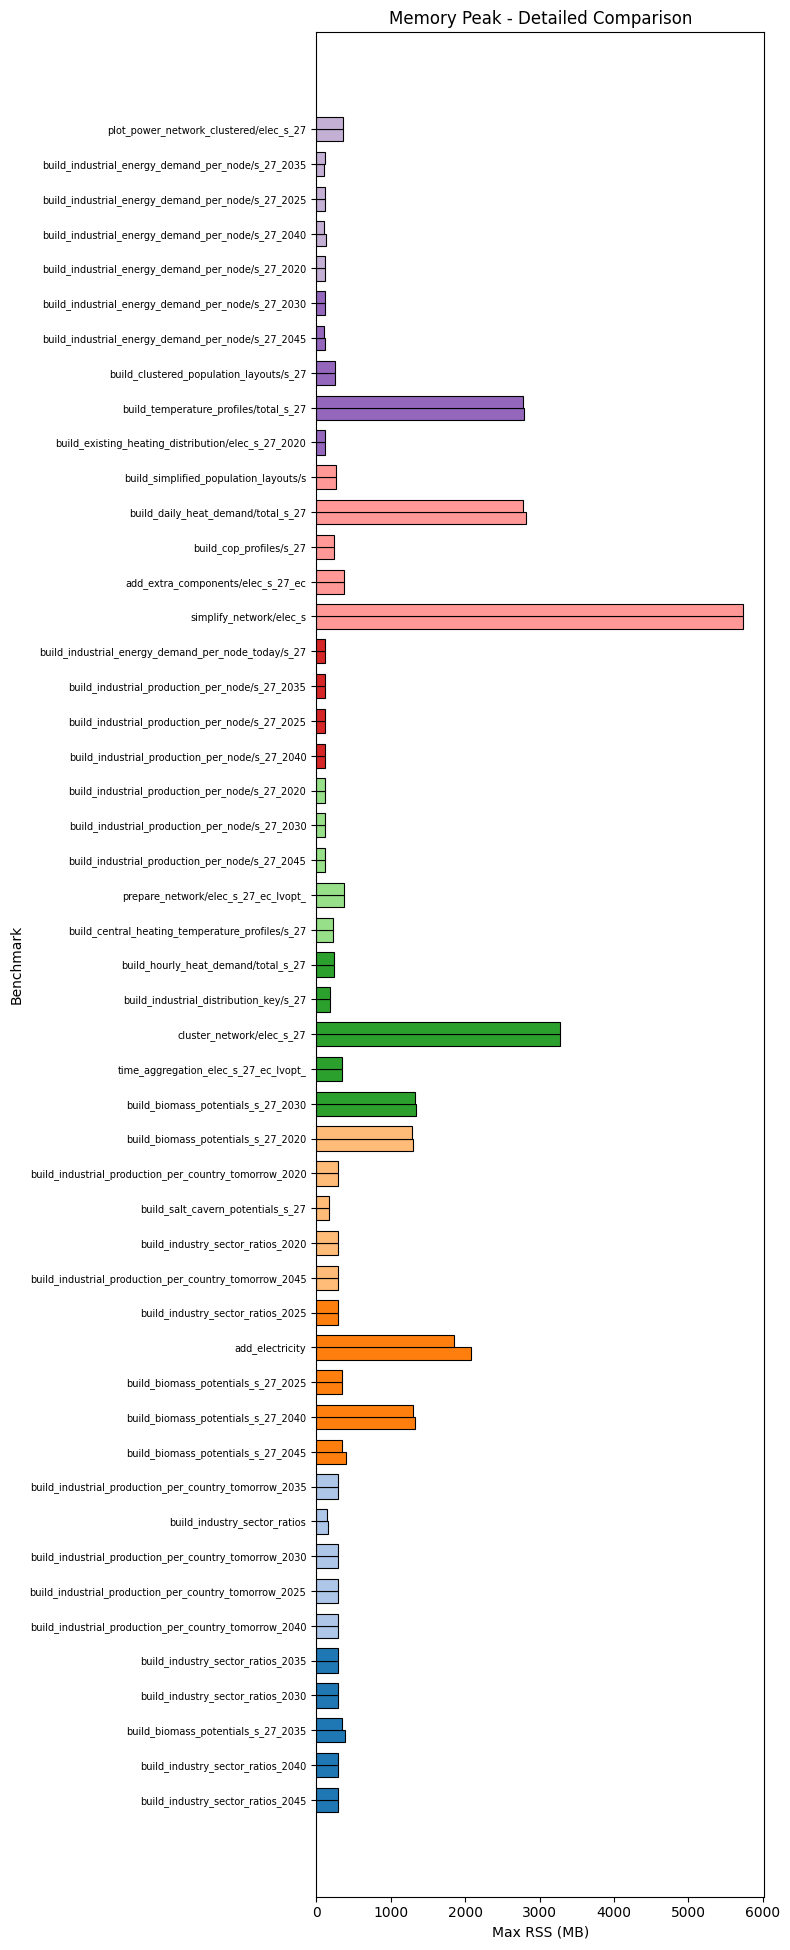 Memory Peak - Detailed Comparison
plot_power_network_clustered/elec_s_27
build_industrial_energy_demand_per_node/s_27_2035
build_industrial_energy_demand_per_node/s_27_2025
build_industrial_energy_demand_per_node/s_27_2040
build_industrial_energy_demand_per_node/s_27_2020
build_industrial_energy_demand_per_node/s_27_2030
build_industrial_energy_demand_per_node/s_27_2045
build_clustered_population_layouts/s_27
build_temperature_profiles/total_s_27
build_existing_heating_distribution/elec_s_27_2020
build_simplified_population_layouts/s
build_daily_heat_demand/total_s_27
build_cop_profiles/s_27
add_extra_components/elec_s_27_ec
simplify_network/elec_s
build_industrial_energy_demand_per_node_today/s_27
build_industrial_production_per_node/s_27_2035
build_industrial_production_per_node/s_27_2025
build_industrial_production_per_node/s_27_2040
build_industrial_production_per_node/s_27_2020
build_industrial_production_per_node/s_27_2030
build_industrial_production_per_node/s_27_2045
prepare_network/elec_s_27_ec_lvopt_
build_central_heating_temperature_profiles/s_27
build_hourly_heat_demand/total_s_27
build_industrial_distribution_key/s_27
cluster_network/elec_s_27
time_aggregation_elec_s_27_ec_lvopt_
build_biomass_potentials_s_27_2030
build_biomass_potentials_s_27_2020
build_industrial_production_per_country_tomorrow_2020
build_salt_cavern_potentials_s_27
build_industry_sector_ratios_2020
build_industrial_production_per_country_tomorrow_2045
build_industry_sector_ratios_2025
add_electricity
build_biomass_potentials_s_27_2025
build_biomass_potentials_s_27_2040
build_biomass_potentials_s_27_2045
build_industrial_production_per_country_tomorrow_2035
build_industry_sector_ratios
build_industrial_production_per_country_tomorrow_2030
build_industrial_production_per_country_tomorrow_2025
build_industrial_production_per_country_tomorrow_2040
build_industry_sector_ratios_2035
build_industry_sector_ratios_2030
build_biomass_potentials_s_27_2035
build_industry_sector_ratios_2040
build_industry_sector_ratios_2045
Benchmark
0 1000 2000 3000 4000 5000 6000
Max RSS (MB)